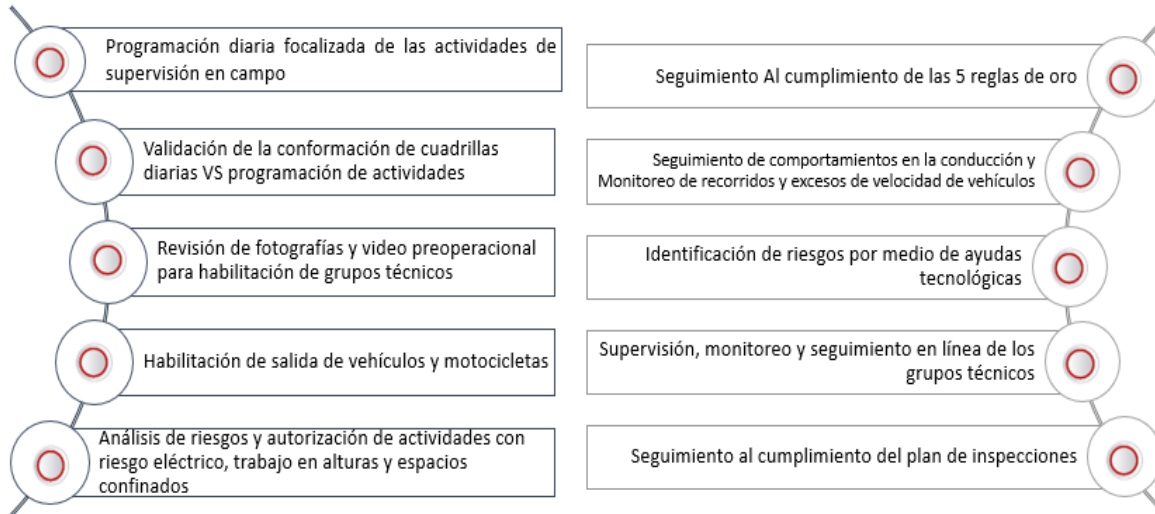 Programación diaria focalizada de las actividades de
supervisión en campo
Validación de la conformación de cuadrillas
diarias VS programación de actividades
Revisión de fotografías y video preoperacional
para habilitación de grupos técnicos
Habilitación de salida de vehículos y motocicletas
Análisis de riesgos y autorización de actividades con
riesgo eléctrico, trabajo en alturas y espacios
confinados
Seguimiento Al cumplimiento de las 5 reglas de oro
Seguimiento de comportamientos en la conducción y
Monitoreo de recorridos y excesos de velocidad de vehículos
Identificación de riesgos por medio de ayudas
tecnológicas
Supervisión, monitoreo y seguimiento en línea de los
grupos técnicos
Seguimiento al cumplimiento del plan de inspecciones